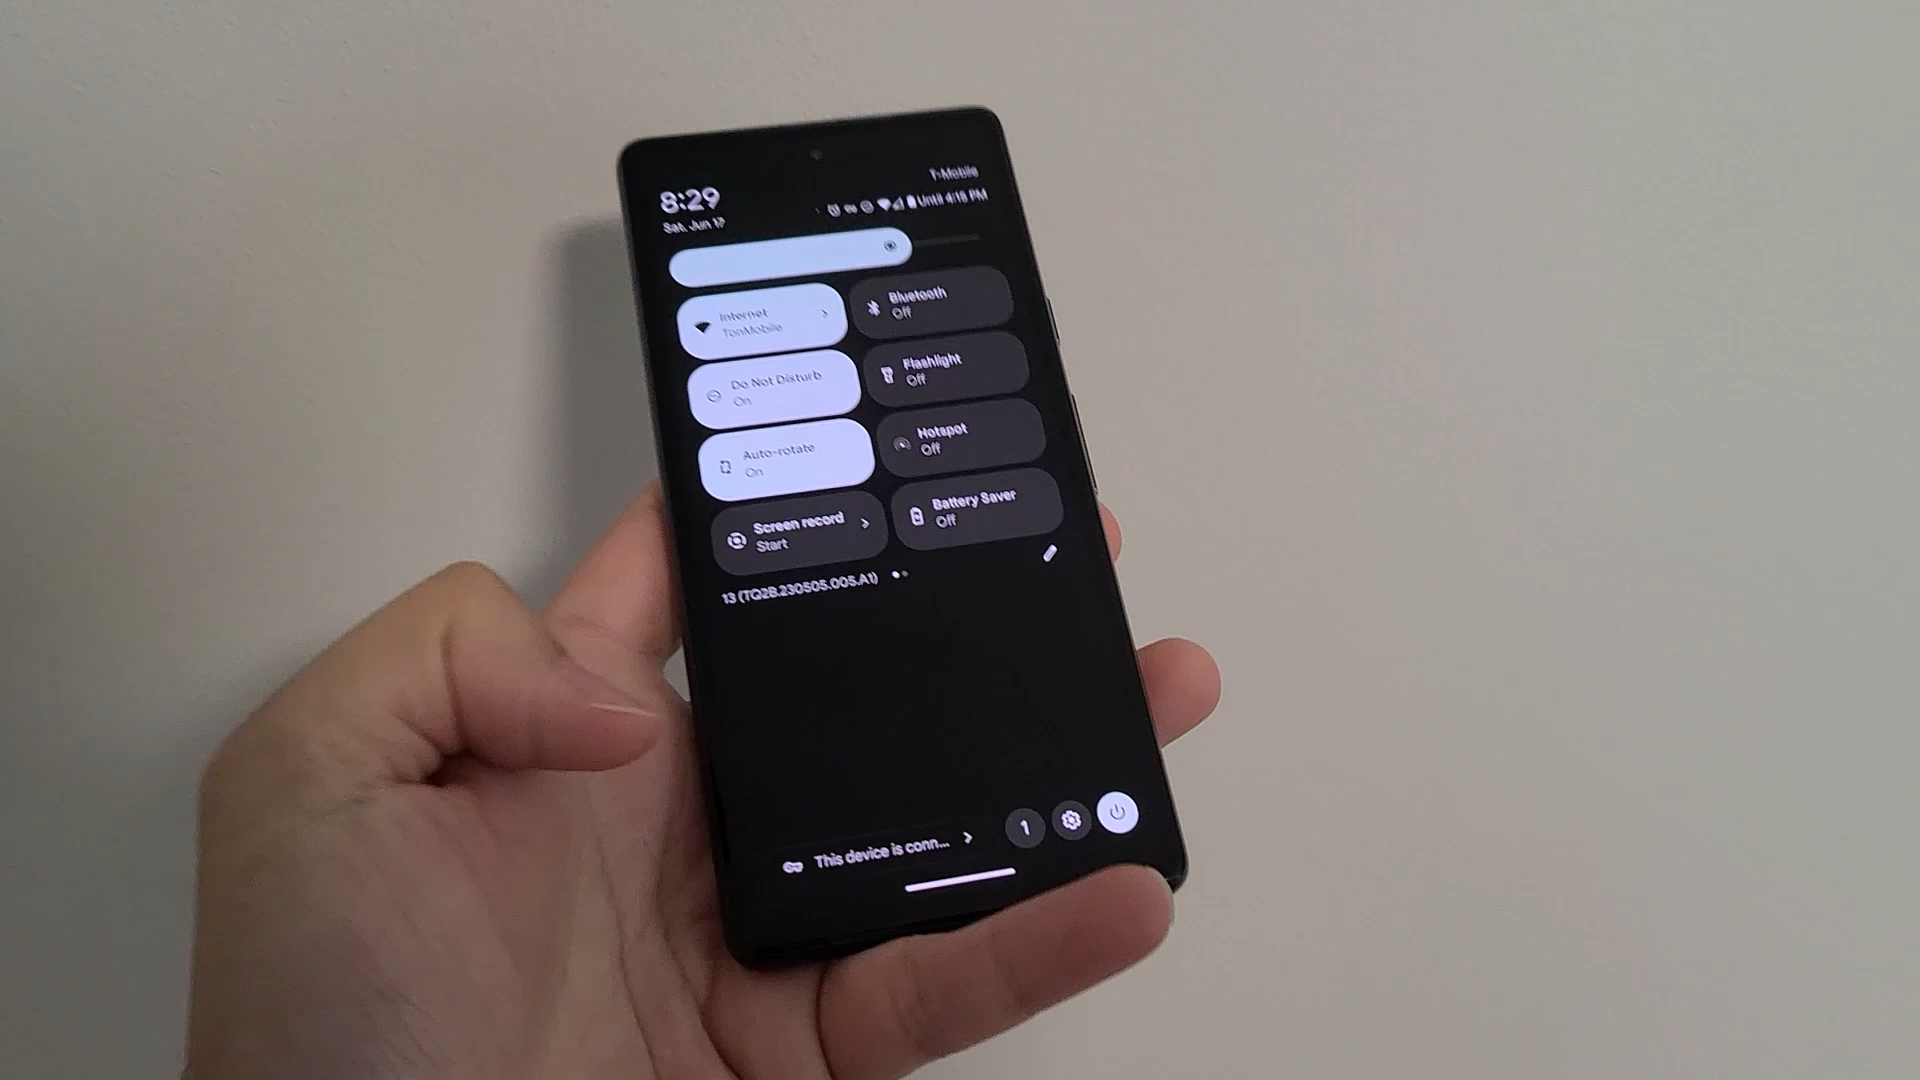 T-Mobile
8:29
Until 4:18 PM
Sat, Jun 17
Internet
TonMobile
Bluetooth
Off
Do Not Disturb
On
Flashlight
Off
Auto-rotate
On
Hotspot
Off
Screen record
Start
Battery Saver
Off
13 (TQ2B.230505.005.A1)
This device is conn...
1